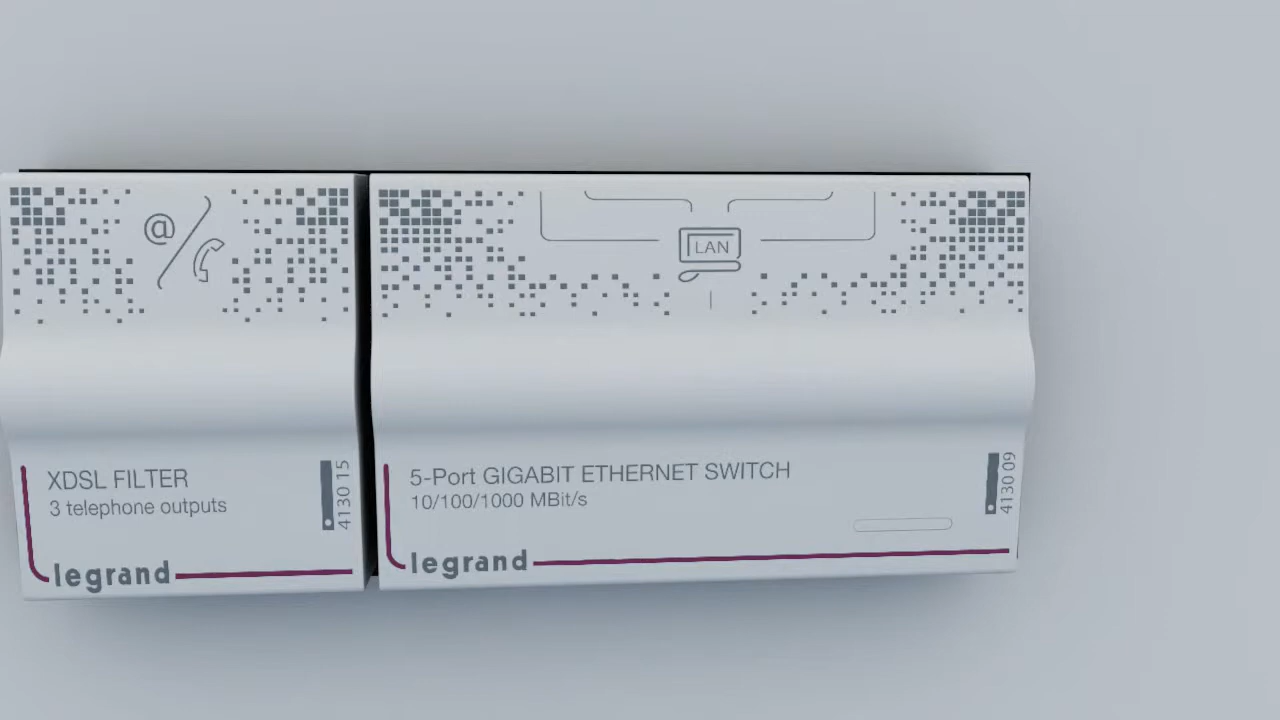 @
XDSL FILTER
3 telephone outputs
4130 15
legrand
LAN
5-Port GIGABIT ETHERNET SWITCH
10/100/1000 MBit/s
4130 09
legrand